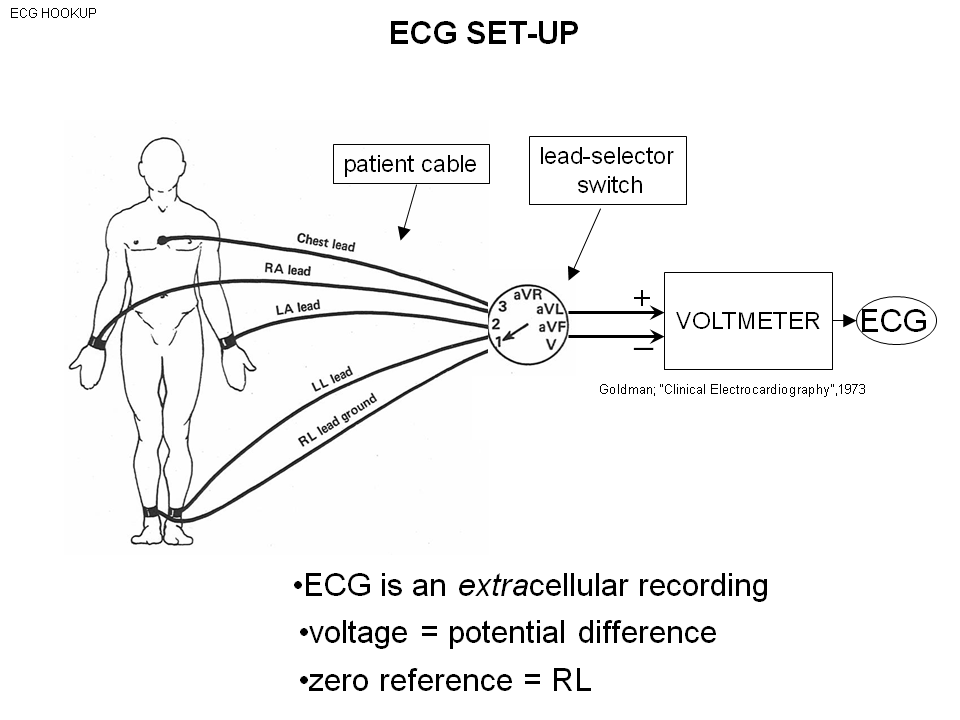 ECG HOOKUP
ECG SET-UP
patient cable
lead-selector
switch
Chest lead
RA lead
LA lead
LL lead
RL lead ground
aVR
3
aVL
2
aVF
1
V
+
–
VOLTMETER
ECG
Goldman; "Clinical Electrocardiography",1973
•ECG is an extracellular recording
•voltage = potential difference
•zero reference = RL